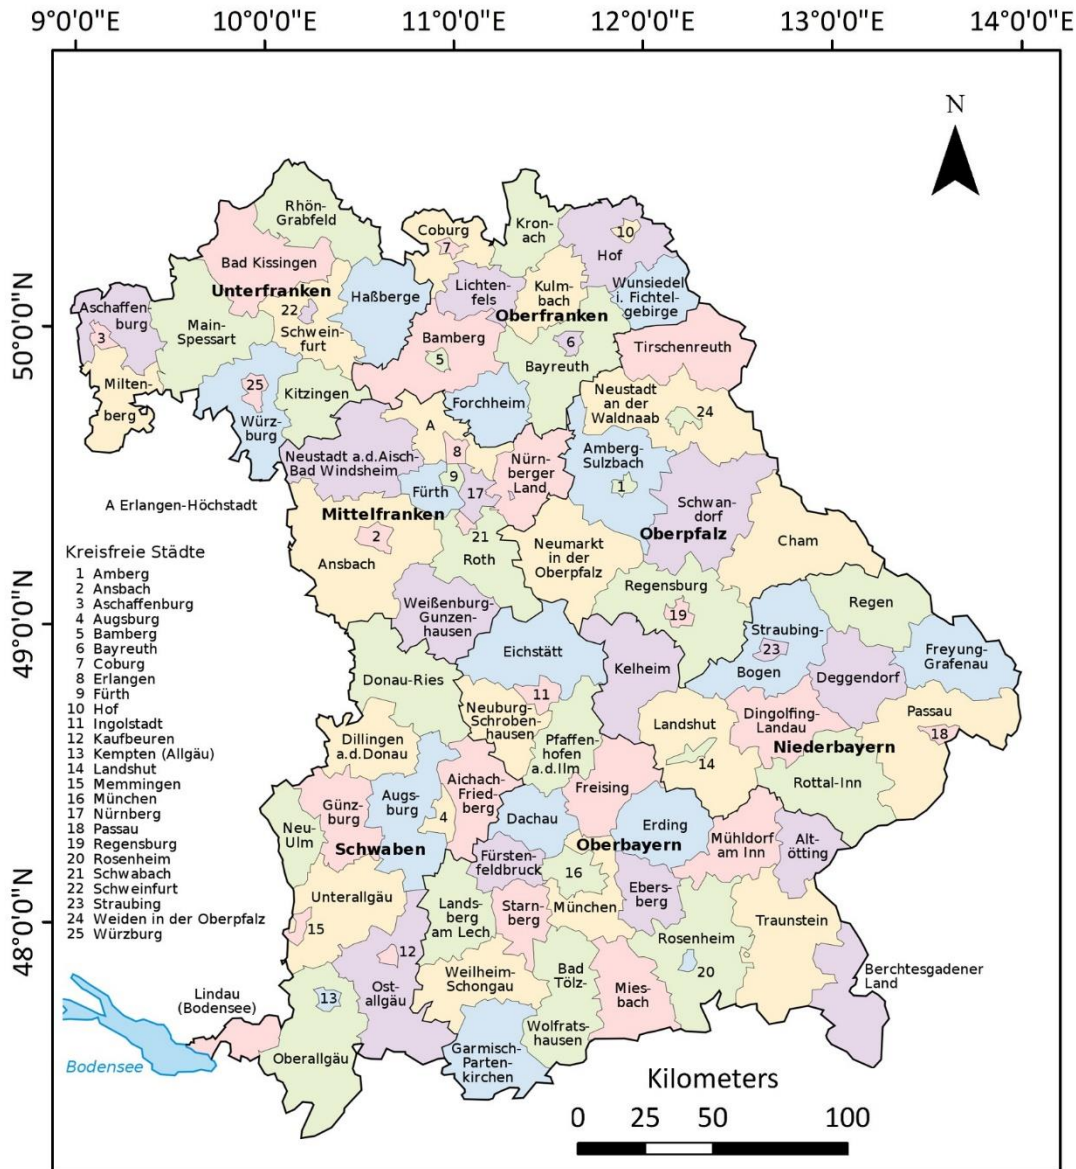 9°0'0"E 10°0'0"E 11°0'0"E 12°0'0"E 13°0'0"E 14°0'0"E
50°0'0"N
49°0'0"N
48°0'0"N
N
Rhön-
Grabfeld
Bad Kissingen
Unterfranken
22
Schwein-
furt
Haßberge
Aschaffen-
burg
3
Main-
Spessart
Milten-
berg
25
Würz-
burg
Kitzingen
Coburg
7
Kron-
ach
10
Hof
Lichten-
fels
Kulm-
bach
Wunsiedel
i. Fichtel-
gebirge
Oberfranken
Bamberg
5
6
Bayreuth
Forchheim
Tirschenreuth
Neustadt
an der
Waldnaab
24
Amberg-
Sulzbach
1
Schwan-
dorf
Oberpfalz
Cham
Neumarkt
in der
Oberpfalz
Regensburg
19
A
8
9
Neustadt a.d.Aisch-
Bad Windsheim
Fürth
17
Nürn-
berger
Land
Mittelfranken
2
Ansbach
21
Roth
Weißenburg-
Gunzen-
hausen
A Erlangen-Höchstadt
Kreisfreie Städte
1 Amberg
2 Ansbach
3 Aschaffenburg
4 Augsburg
5 Bamberg
6 Bayreuth
7 Coburg
8 Erlangen
9 Fürth
10 Hof
11 Ingolstadt
12 Kaufbeuren
13 Kempten (Allgäu)
14 Landshut
15 Memmingen
16 München
17 Nürnberg
18 Passau
19 Regensburg
20 Rosenheim
21 Schwabach
22 Schweinfurt
23 Straubing
24 Weiden in der Oberpfalz
25 Würzburg
Regen
Straubing-
23
Bogen
Deggendorf
Freyung-
Grafenau
Kelheim
Landshut
14
Dingolfing-
Landau
Niederbayern
Passau
18
Rottal-Inn
Eichstätt
11
Neuburg-
Schroben-
hausen
Pfaffen-
hofen
a.d.Ilm
Donau-Ries
Dillingen
a.d.Donau
Aichach-
Fried-
berg
Augs-
burg
4
Günz-
burg
Neu-
Ulm
Schwaben
Freising
Dachau
Erding
Oberbayern
Mühldorf
am Inn
Alt-
ötting
Fürsten-
feldbruck
16
München
Ebers-
berg
Unterallgäu
15
Lands-
berg
am Lech
Starn-
berg
Traunstein
Rosenheim
20
Berchtesgadener
Land
12
Ost-
allgäu
Weilheim-
Schongau
Bad
Tölz-
Wolfrats-
hausen
Mies-
bach
13
Oberallgäu
Lindau
(Bodensee)
Bodensee
Garmisch-
Parten-
kirchen
Kilometers
0 25 50 100